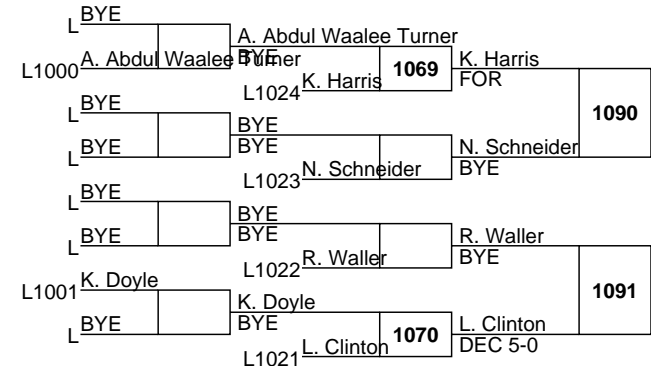 L BYE
L1000 A. Abdul Waalee Turner
A. Abdul Waalee Turner
BYE
L1024 K. Harris
1069
K. Harris
FOR
L BYE
L BYE
BYE
BYE
L1023 N. Schneider
N. Schneider
BYE
1090
L BYE
L BYE
BYE
BYE
L1022 R. Waller
R. Waller
BYE
L1001 K. Doyle
L BYE
K. Doyle
BYE
L1021 L. Clinton
1070
L. Clinton
DEC 5-0
1091